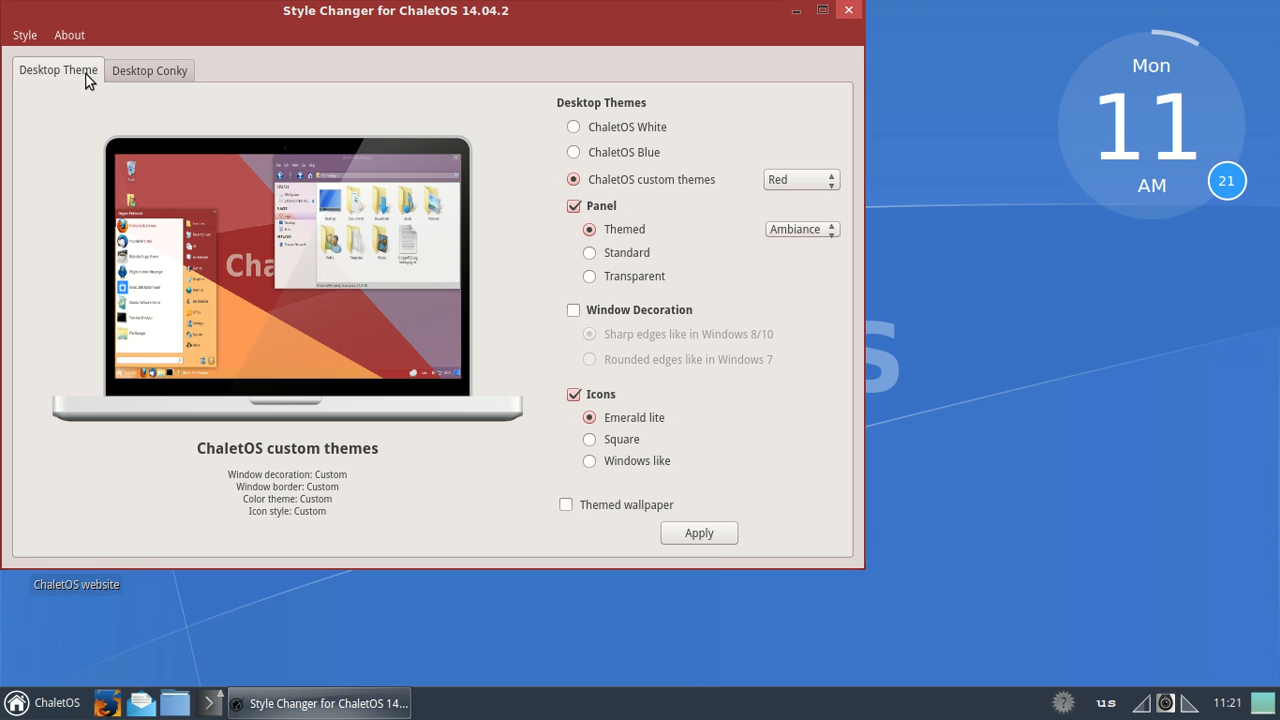 Style Changer for ChaletOS 14.04.2
Style About
Desktop Theme Desktop Conky
Desktop Themes
ChaletOS White
ChaletOS Blue
ChaletOS custom themes Red
Panel
Themed Ambiance
Standard
Transparent
Window Decoration
Sharp edges like in Windows 8/10
Rounded edges like in Windows 7
Icons
Emerald lite
Square
Windows like
Themed wallpaper
Apply
Cha
ChaletOS custom themes
Window decoration: Custom
Window border: Custom
Color theme: Custom
Icon style: Custom
Mon
11
AM
21
s
ChaletOS website
ChaletOS
Style Changer for ChaletOS 14...
us
11:21